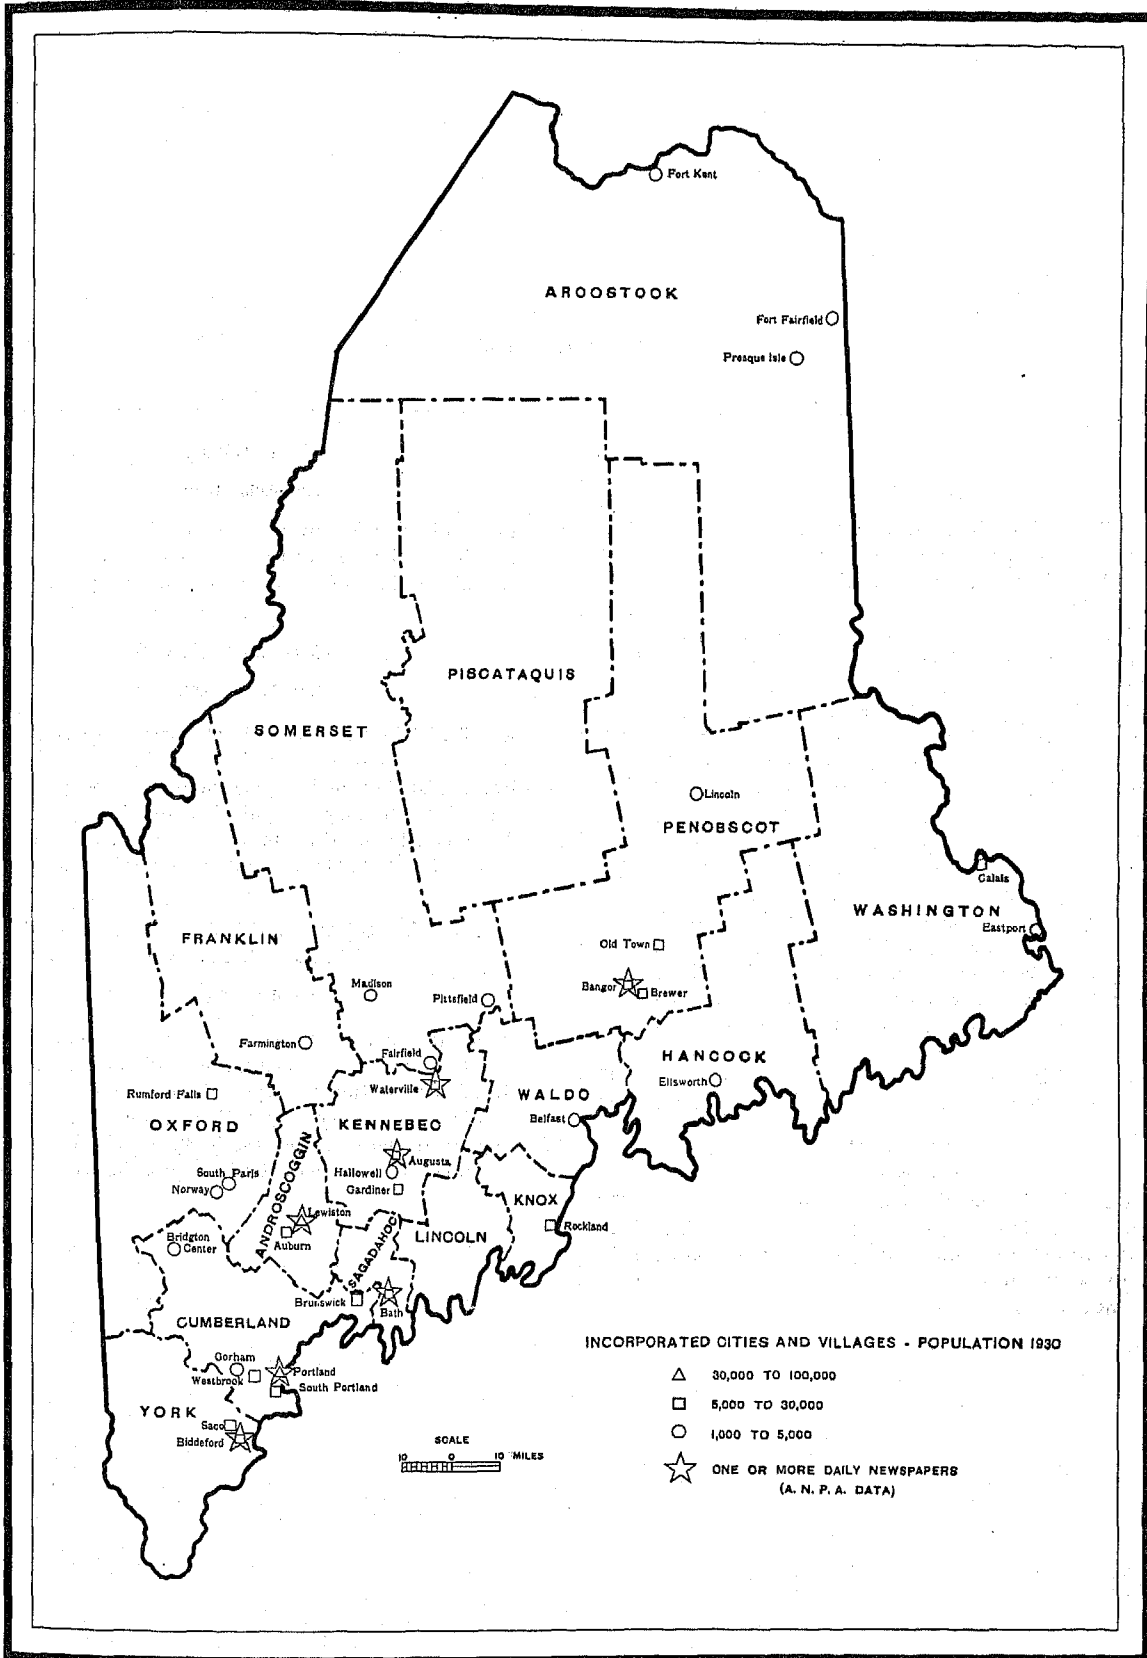 Fort Kent
AROOSTOOK
Fort Fairfield
Presque Isle
PISCATAQUIS
SOMERSET
Lincoln
PENOBSCOT
Calais
WASHINGTON
Eastport
FRANKLIN
Old Town
Bangor
Brewer
Madison
Pittsfield
Farmington
Fairfield
HANCOCK
Ellsworth
Waterville
Rumford Falls
WALDO
OXFORD
KENNEBEC
Belfast
Augusta
ANDROSCOGGIN
South Paris
Hallowell
Norway
Gardiner
KNOX
Lewiston
Rockland
SAGADAHOC
LINCOLN
Bridgton
Center
Auburn
Brunswick
Bath
CUMBERLAND
Gorham
Portland
Westbrook
South Portland
YORK
Saco
Biddeford
INCORPORATED CITIES AND VILLAGES - POPULATION 1930
30,000 TO 100,000
5,000 TO 30,000
1,000 TO 5,000
ONE OR MORE DAILY NEWSPAPERS
(A. N. P. A. DATA)
SCALE
10 0 10 MILES